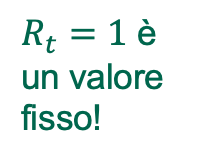 $R_t = 1$ è
un valore
fisso!